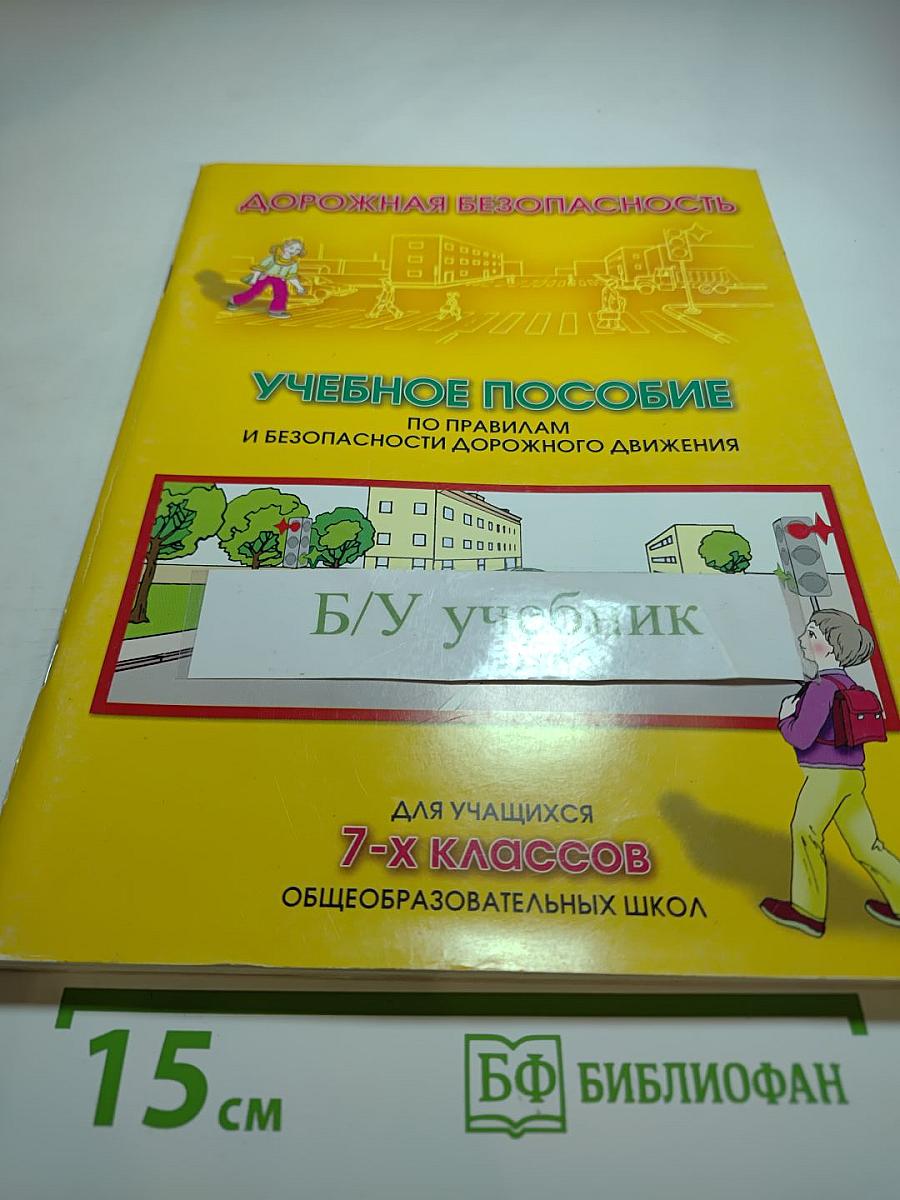 ДОРОЖНАЯ БЕЗОПАСНОСТЬ
УЧЕБНОЕ ПОСОБИЕ
ПО ПРАВИЛАМ
И БЕЗОПАСНОСТИ ДОРОЖНОГО ДВИЖЕНИЯ
Б/У учебник
ДЛЯ УЧАЩИХСЯ
7-х классов
ОБЩЕОБРАЗОВАТЕЛЬНЫХ ШКОЛ
15 см
БФ БИБЛИОФАН